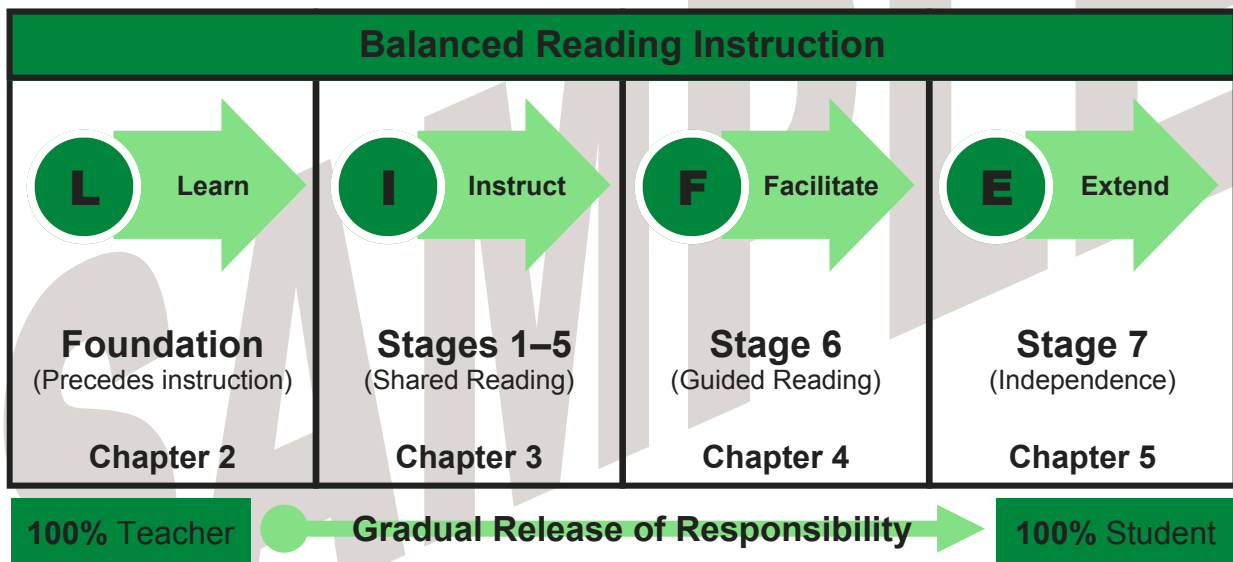 Balanced Reading Instruction
L Learn
I Instruct
F Facilitate
E Extend
Foundation
(Precedes instruction)
Chapter 2
Stages 1–5
(Shared Reading)
Chapter 3
Stage 6
(Guided Reading)
Chapter 4
Stage 7
(Independence)
Chapter 5
100% Teacher
Gradual Release of Responsibility
100% Student
SAMPLE